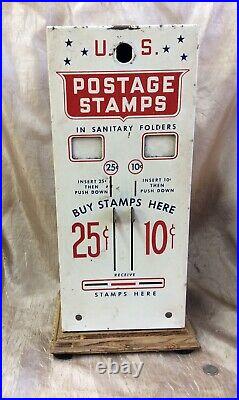 U. S.
POSTAGE
STAMPS
IN SANITARY FOLDERS
25¢ 10¢
INSERT 25¢ INSERT 10¢
THEN THEN
PUSH DOWN PUSH DOWN
BUY STAMPS HERE
25¢ 10¢
RECEIVE
STAMPS HERE